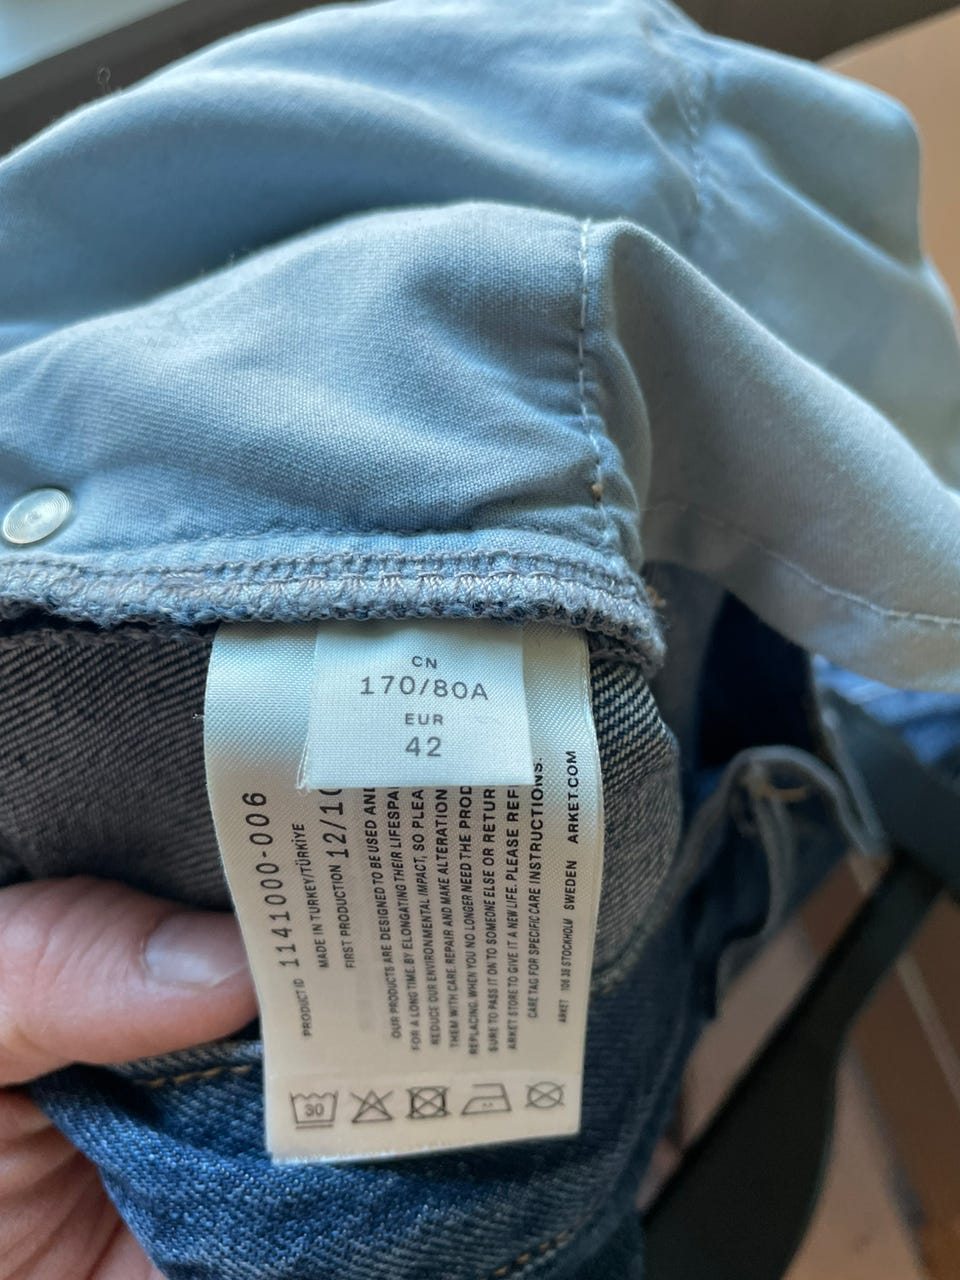 CN
170/80A
EUR
42
PRODUCT ID 1141000-006
MADE IN TURKEY/TÜRKİYE
FIRST PRODUCTION 12/10
OUR PRODUCTS ARE DESIGNED TO BE USED AND
FOR A LONG TIME. BY ELONGATING THEIR LIFESPA
REDUCE OUR ENVIRONMENTAL IMPACT, SO PLEA
THEM WITH CARE. REPAIR AND MAKE ALTERATION
REPLACING. WHEN YOU NO LONGER NEED THE PROD
SURE TO PASS IT ON TO SOMEONE ELSE OR RETUR
ARKET STORE TO GIVE IT A NEW LIFE. PLEASE REF
CARE TAG FOR SPECIFIC CARE INSTRUCTIONS.
ARKET 106 38 STOCKHOLM SWEDEN ARKET.COM
30